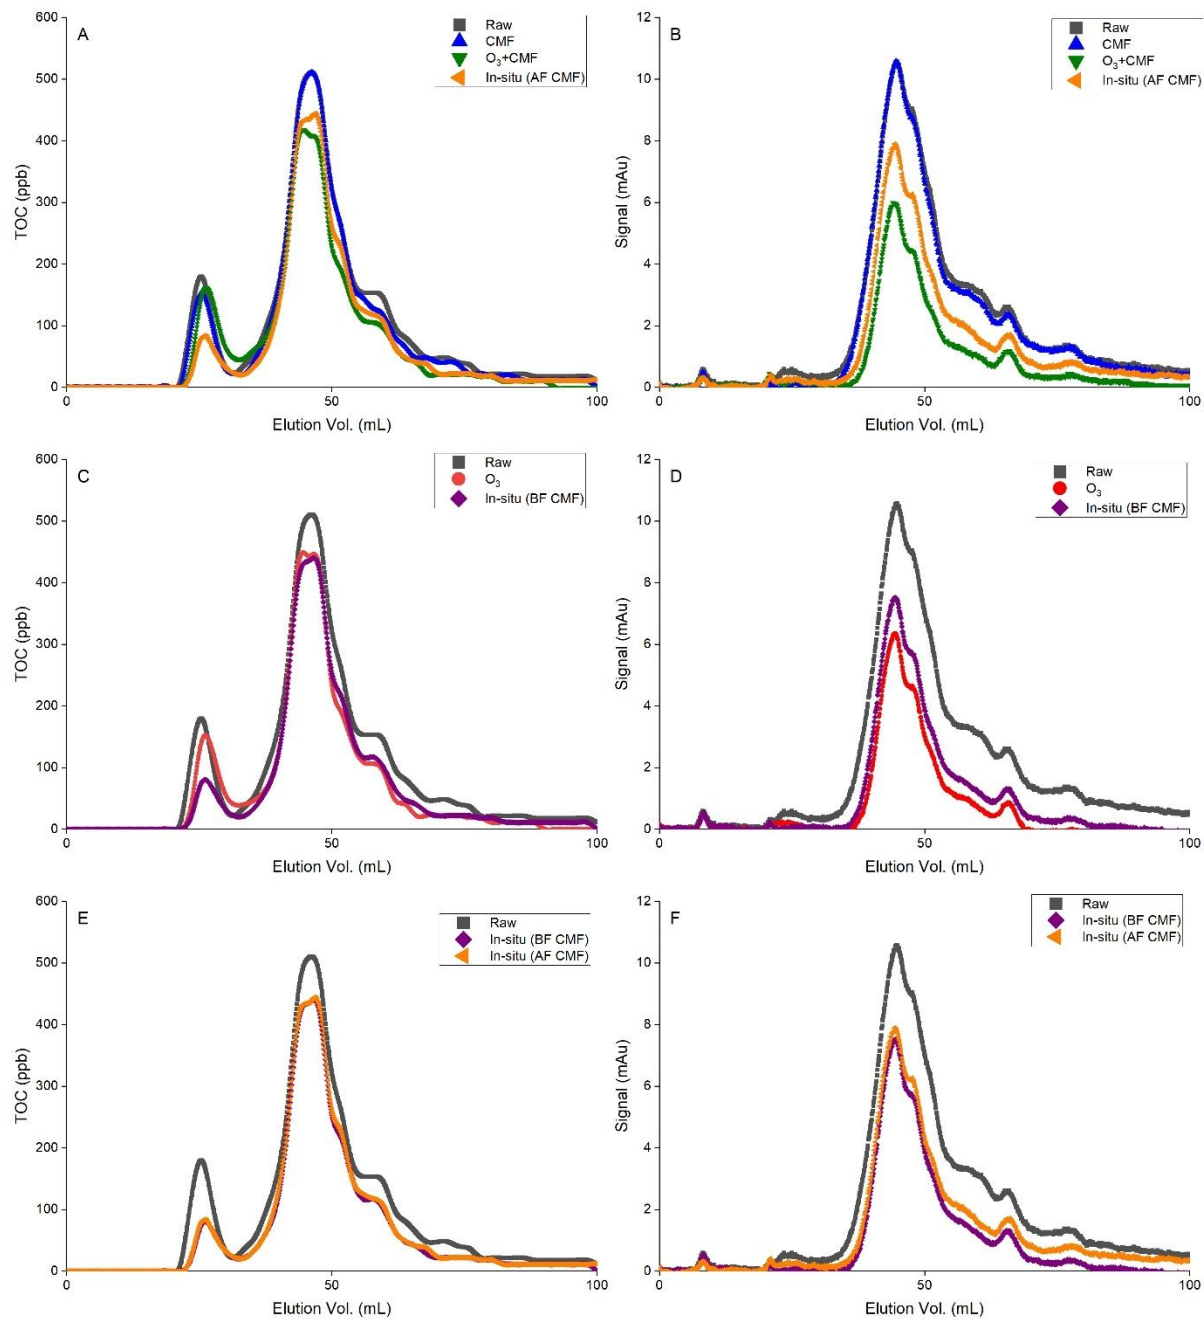 A
Raw
CMF
O₃+CMF
In-situ (AF CMF)
600
500
400
300
200
100
0
TOC (ppb)
0
50
100
Elution Vol. (mL)
B
Raw
CMF
O₃+CMF
In-situ (AF CMF)
12
10
8
6
4
2
0
Signal (mAu)
0
50
100
Elution Vol. (mL)
C
Raw
O₃
In-situ (BF CMF)
600
500
400
300
200
100
0
TOC (ppb)
0
50
100
Elution Vol. (mL)
D
Raw
O₃
In-situ (BF CMF)
12
10
8
6
4
2
0
Signal (mAu)
0
50
100
Elution Vol. (mL)
E
Raw
In-situ (BF CMF)
In-situ (AF CMF)
600
500
400
300
200
100
0
TOC (ppb)
0
50
100
Elution Vol. (mL)
F
Raw
In-situ (BF CMF)
In-situ (AF CMF)
12
10
8
6
4
2
0
Signal (mAu)
0
50
100
Elution Vol. (mL)